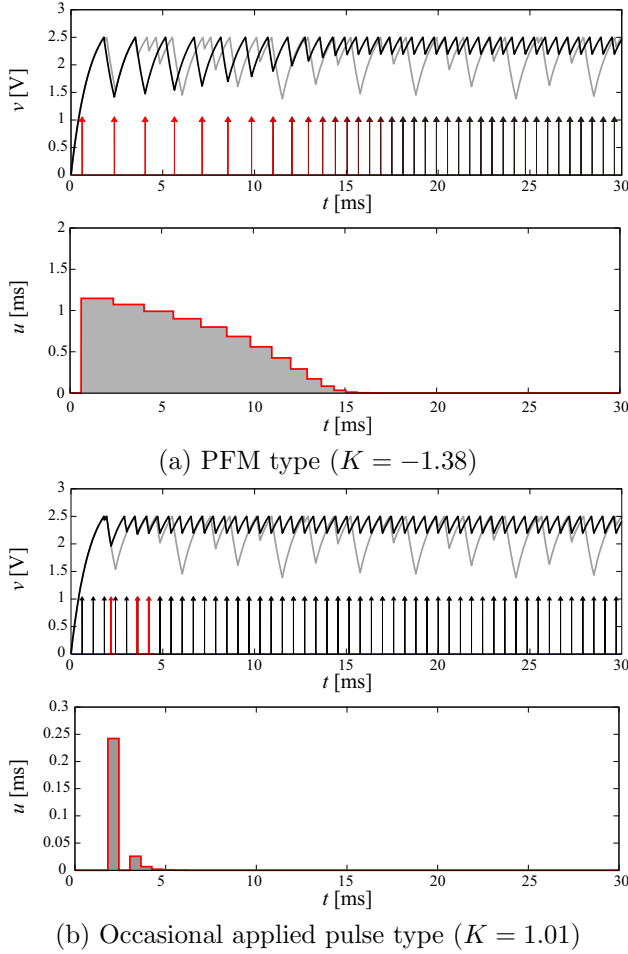 3
2.5
2
1.5
1
0.5
0
v [V]
0 5 10 15 20 25 30
t [ms]
2
1.5
1
0.5
0
u [ms]
0 5 10 15 20 25 30
t [ms]
(a) PFM type (K = −1.38)
3
2.5
2
1.5
1
0.5
0
v [V]
0 5 10 15 20 25 30
t [ms]
0.3
0.25
0.2
0.15
0.1
0.05
0
u [ms]
0 5 10 15 20 25 30
t [ms]
(b) Occasional applied pulse type (K = 1.01)